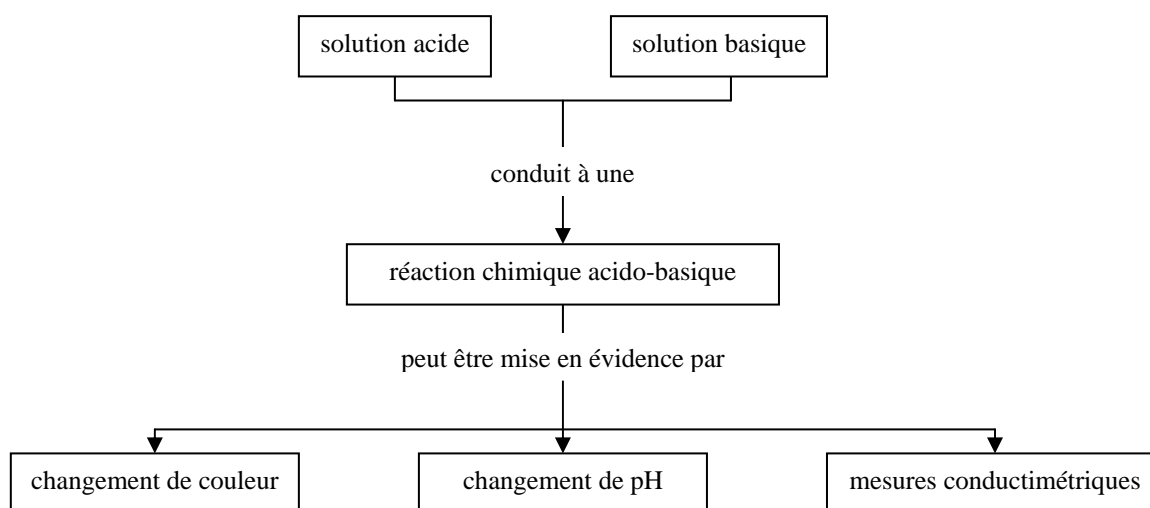 solution acide
solution basique
conduit à une
réaction chimique acido-basique
peut être mise en évidence par
changement de couleur
changement de pH
mesures conductimétriques